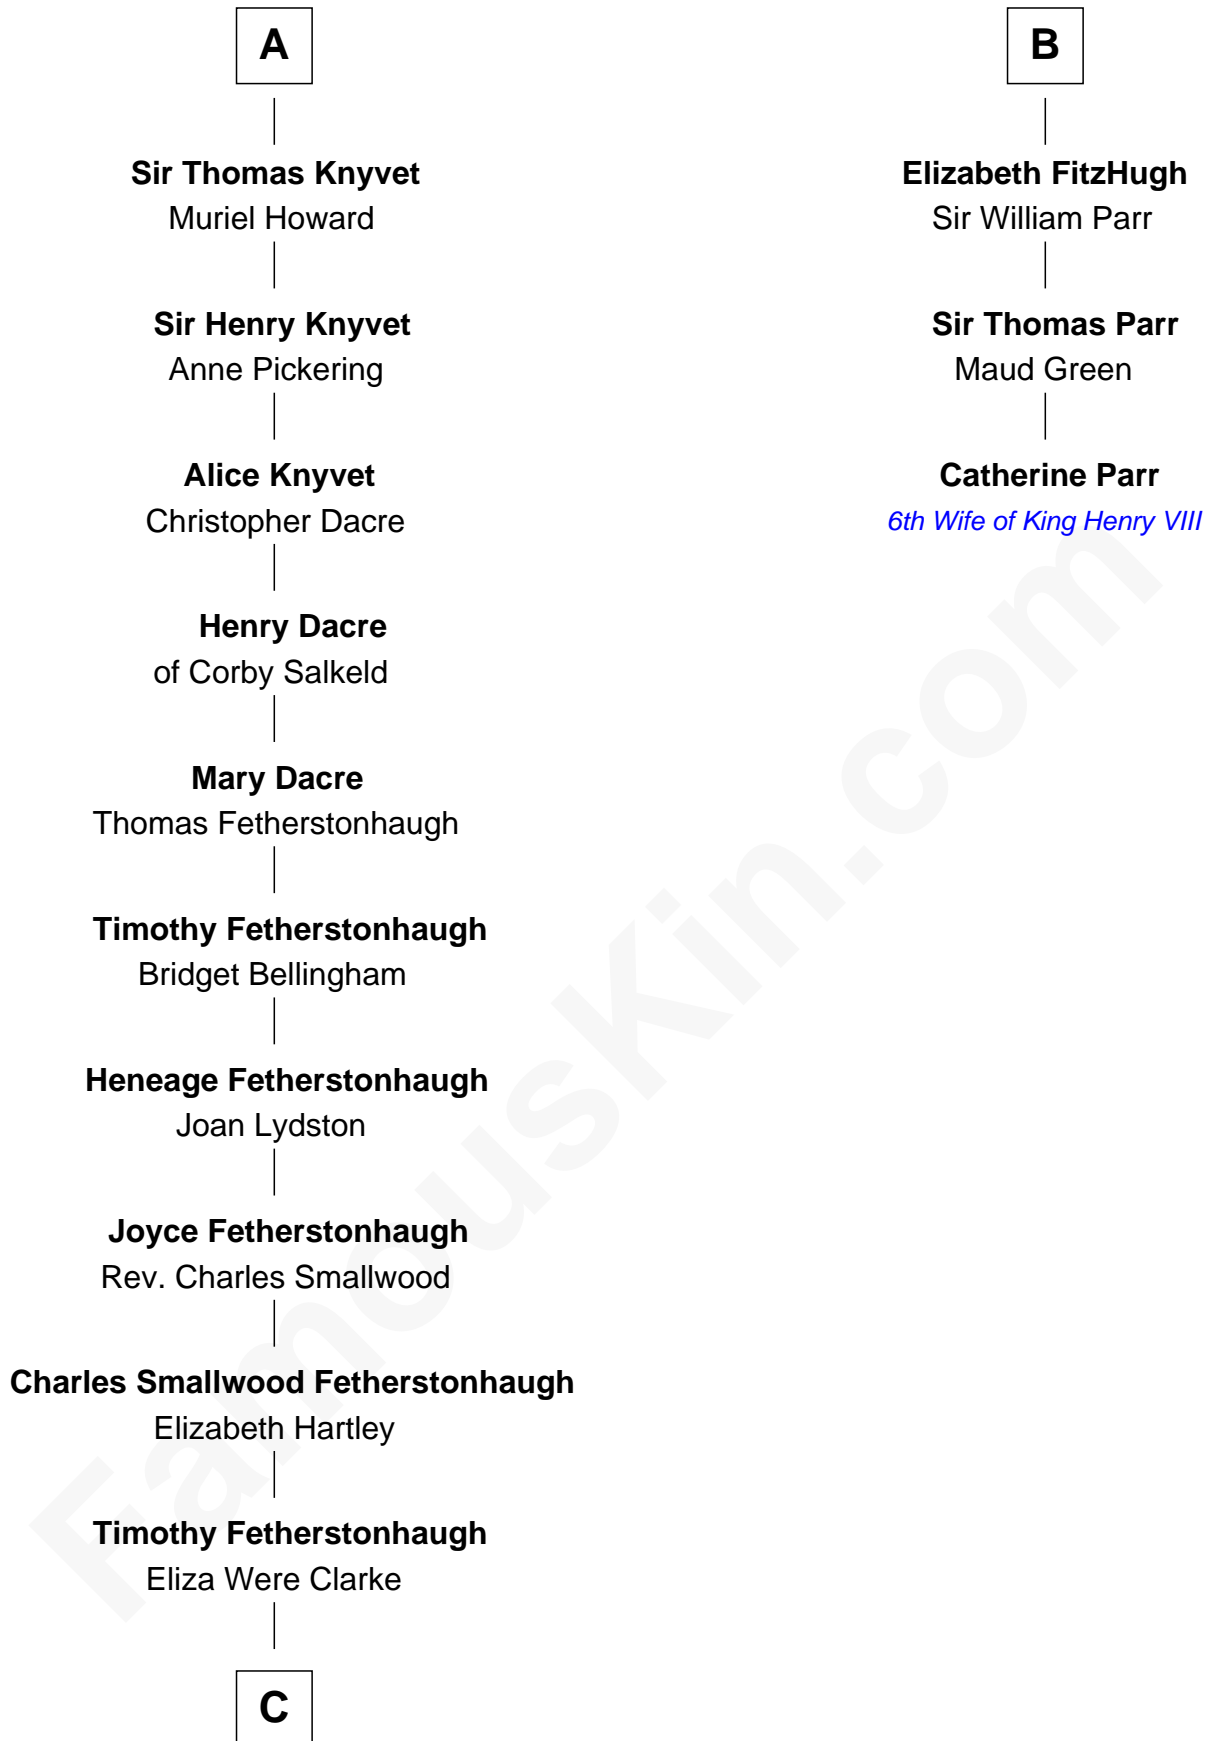 A
Sir Thomas Knyvet
Muriel Howard
Sir Henry Knyvet
Anne Pickering
Alice Knyvet
Christopher Dacre
Henry Dacre
of Corby Salkeld
Mary Dacre
Thomas Fetherstonhaugh
Timothy Fetherstonhaugh
Bridget Bellingham
Heneage Fetherstonhaugh
Joan Lydston
Joyce Fetherstonhaugh
Rev. Charles Smallwood
Charles Smallwood Fetherstonhaugh
Elizabeth Hartley
Timothy Fetherstonhaugh
Eliza Were Clarke
C
B
Elizabeth FitzHugh
Sir William Parr
Sir Thomas Parr
Maud Green
Catherine Parr
6th Wife of King Henry VIII
FamousKin.com